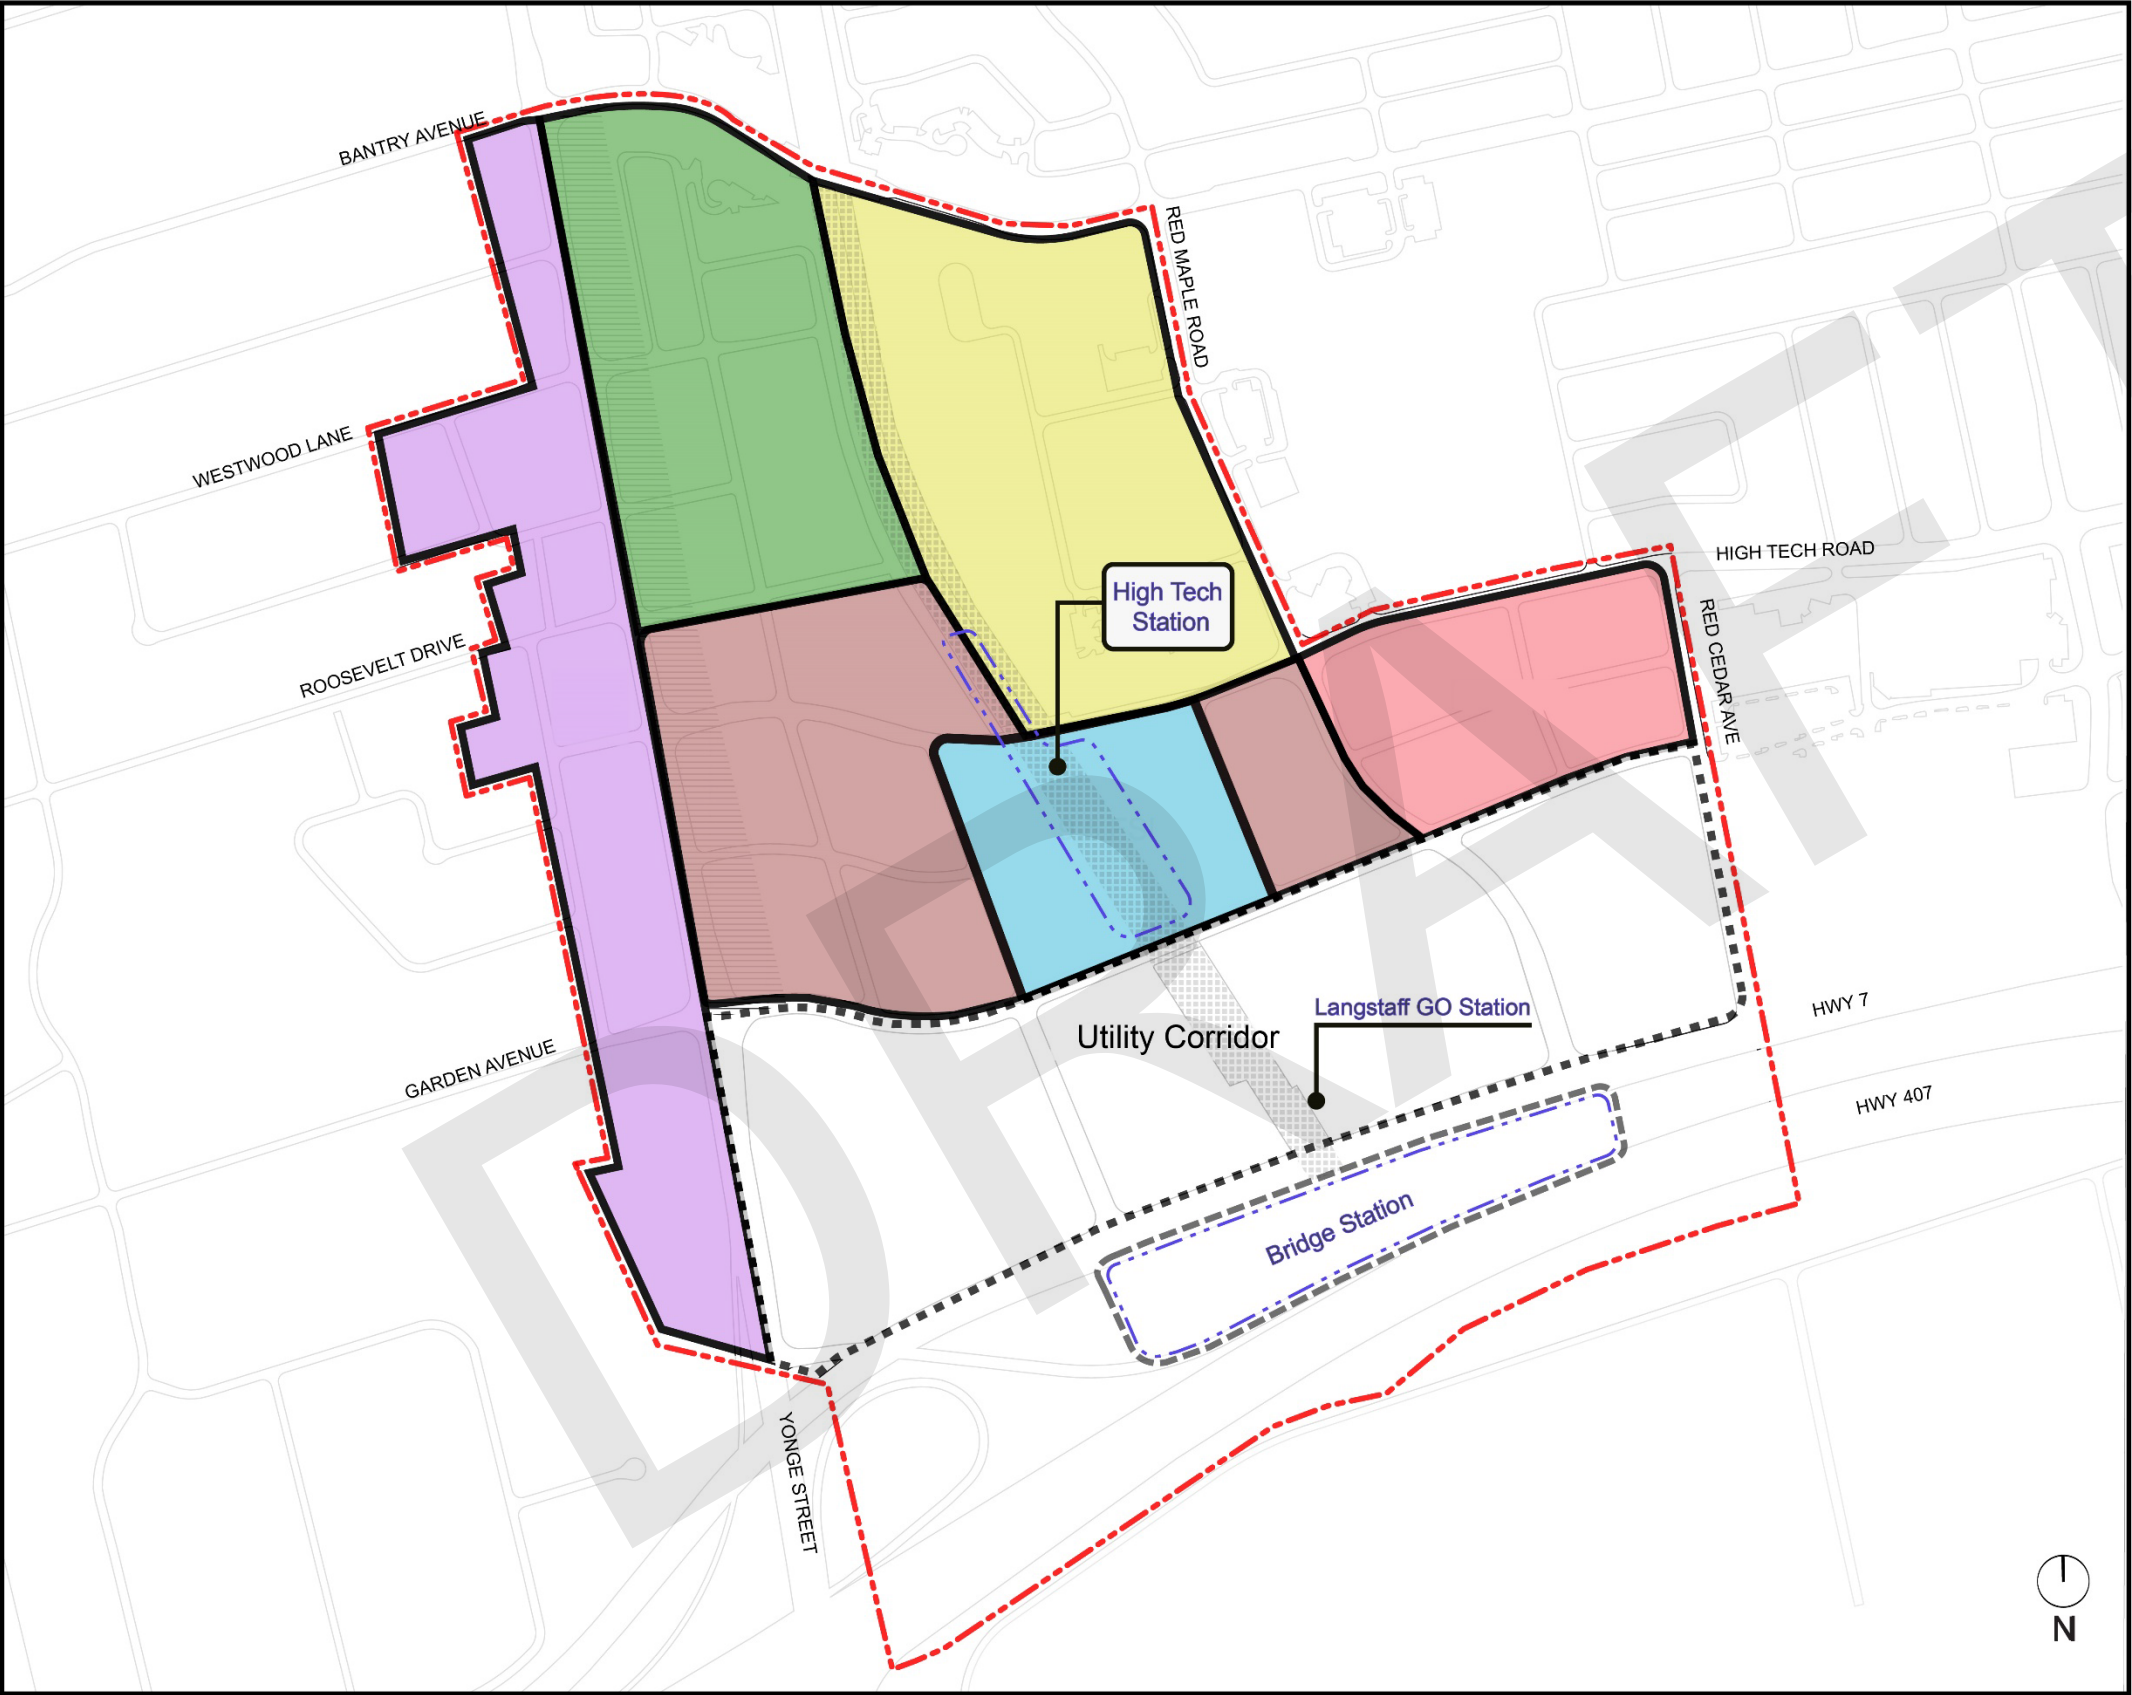 BANTRY AVENUE
RED MAPLE ROAD
WESTWOOD LANE
HIGH TECH ROAD
High Tech
Station
RED CEDAR AVE
ROOSEVELT DRIVE
HWY 7
Langstaff GO Station
Utility Corridor
GARDEN AVENUE
HWY 407
Bridge Station
YONGE STREET
DRAFT
N